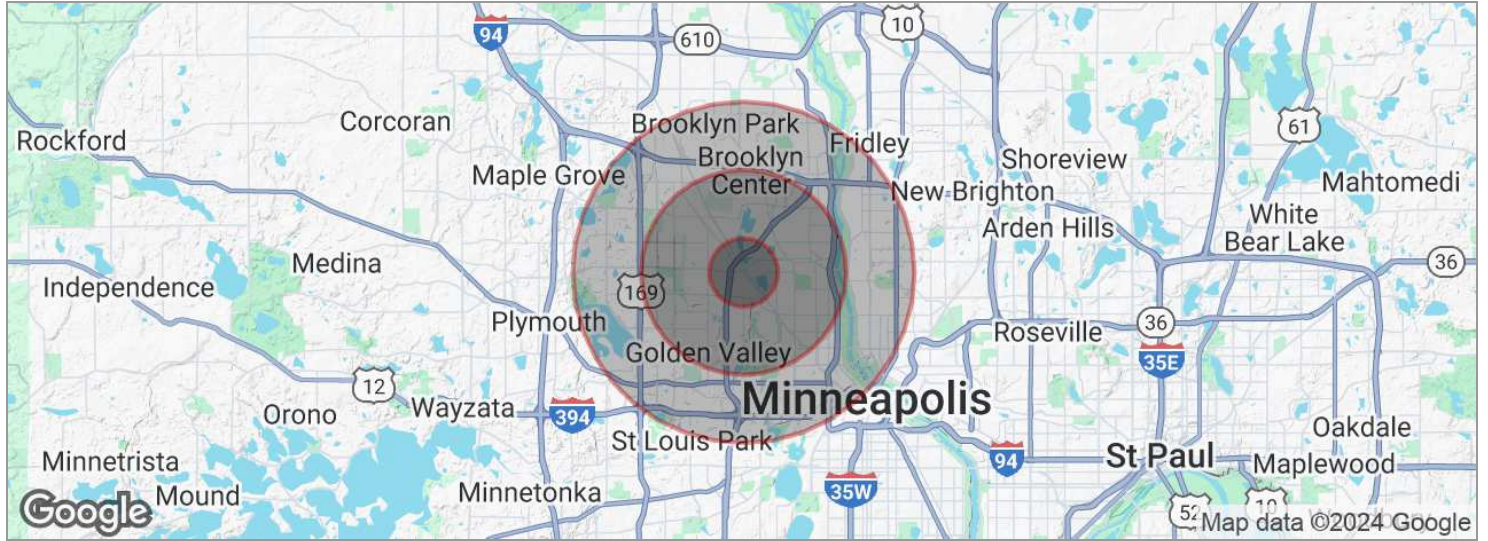 94
610
10
Corcoran
Brooklyn Park
61
Rockford
Fridley
Brooklyn
Center
Shoreview
Maple Grove
New Brighton
Mahtomedi
Arden Hills
White
Bear Lake
Medina
36
Independence
169
Plymouth
Roseville
36
Golden Valley
35E
12
Orono
Wayzata
394
Minneapolis
St Louis Park
Oakdale
Minnetrista
94
St Paul
Maplewood
Mound
Minnetonka
35W
Google
52
10
Map data ©2024 Google